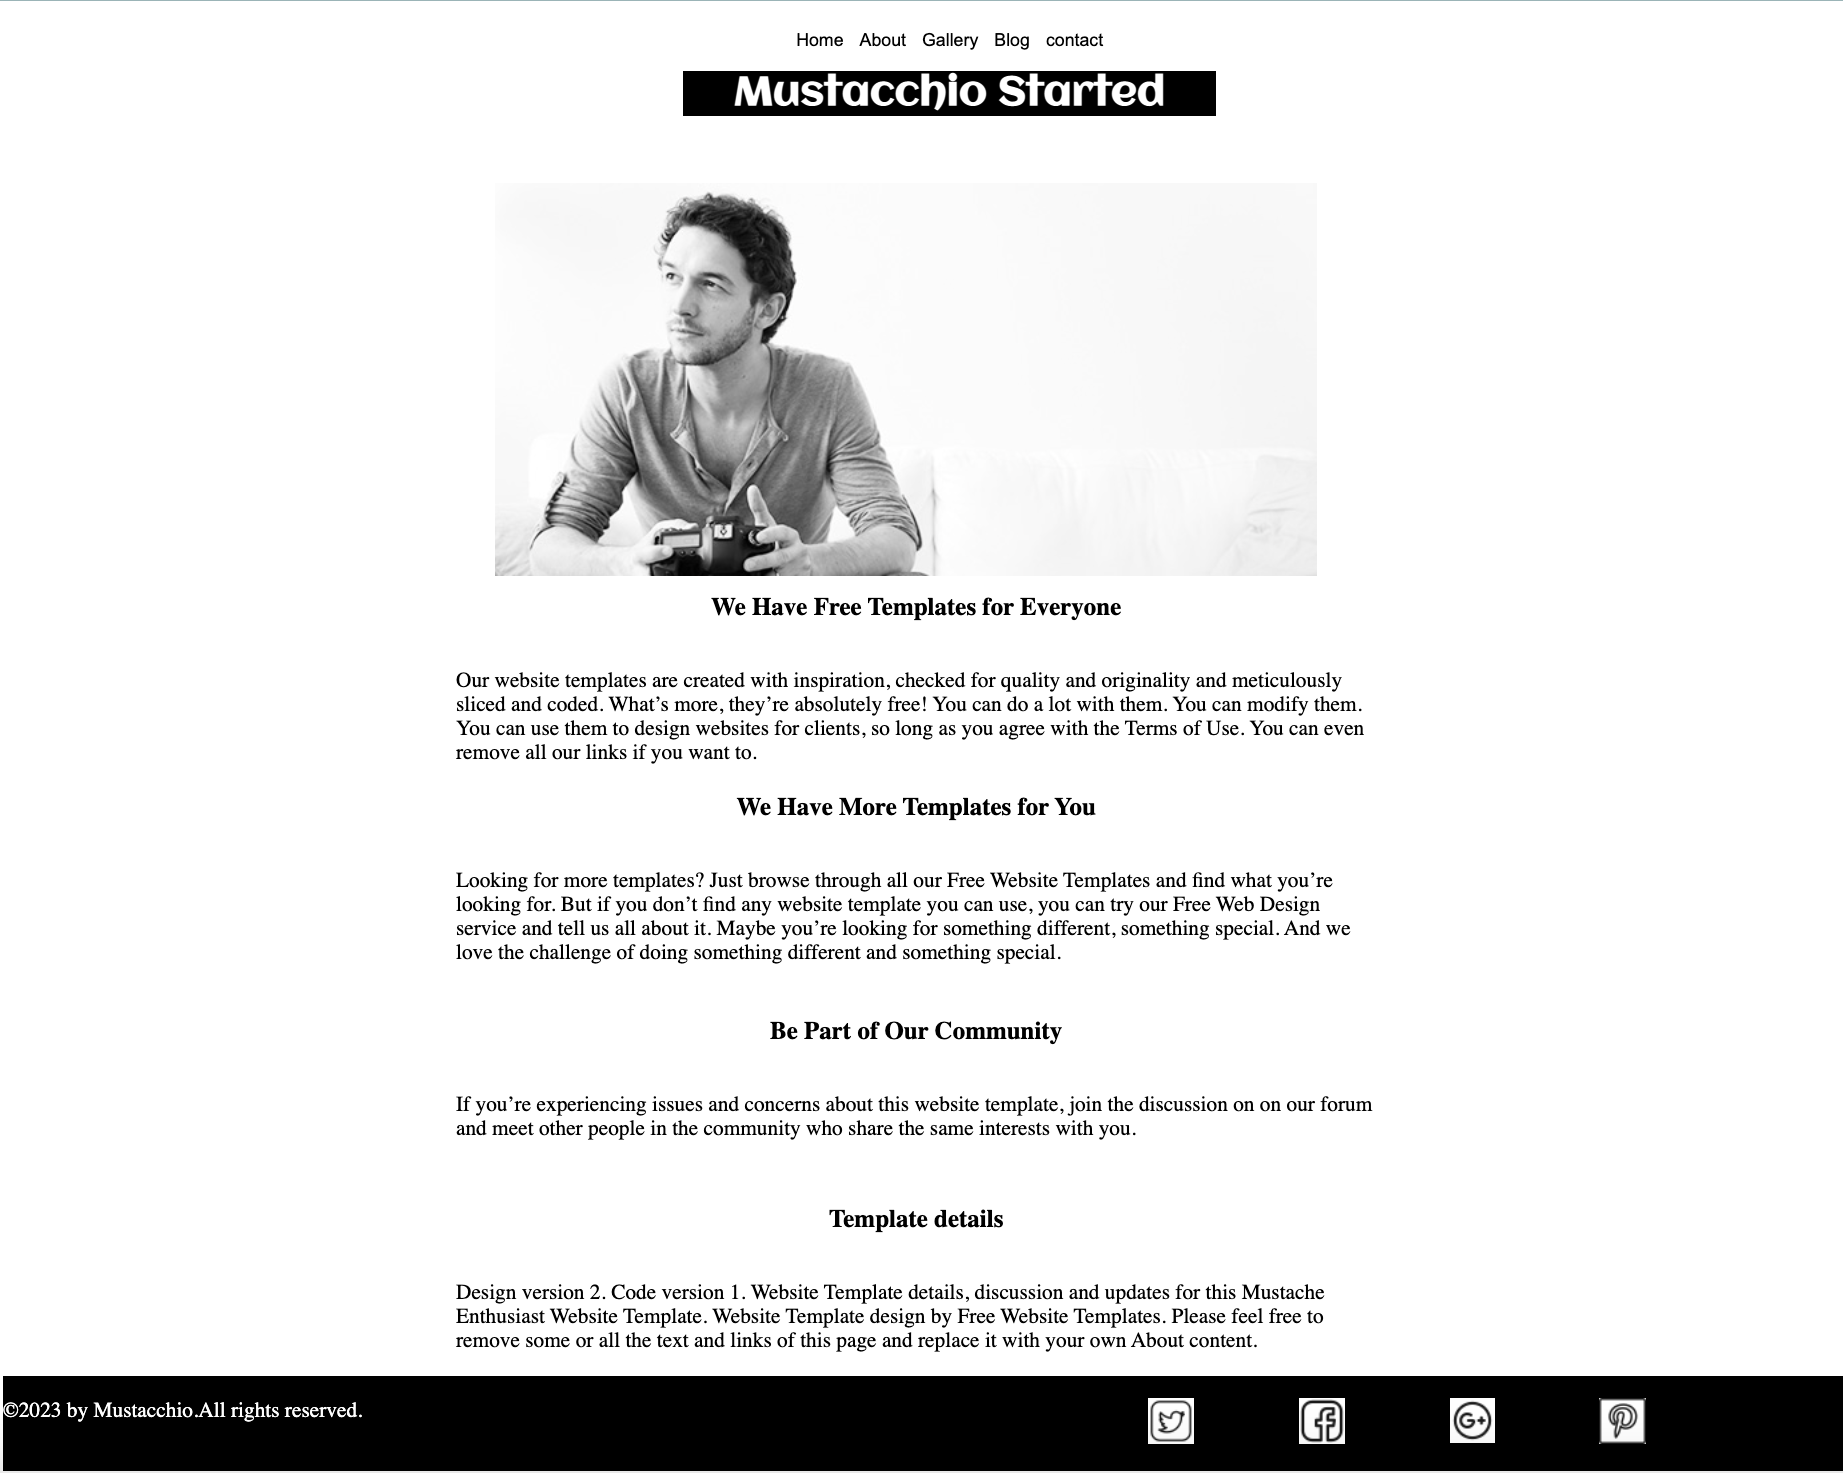 Home About Gallery Blog contact
Mustacchio Started
We Have Free Templates for Everyone
Our website templates are created with inspiration, checked for quality and originality and meticulously
sliced and coded. What’s more, they’re absolutely free! You can do a lot with them. You can modify them.
You can use them to design websites for clients, so long as you agree with the Terms of Use. You can even
remove all our links if you want to.
We Have More Templates for You
Looking for more templates? Just browse through all our Free Website Templates and find what you’re
looking for. But if you don’t find any website template you can use, you can try our Free Web Design
service and tell us all about it. Maybe you’re looking for something different, something special. And we
love the challenge of doing something different and something special.
Be Part of Our Community
If you’re experiencing issues and concerns about this website template, join the discussion on on our forum
and meet other people in the community who share the same interests with you.
Template details
Design version 2. Code version 1. Website Template details, discussion and updates for this Mustache
Enthusiast Website Template. Website Template design by Free Website Templates. Please feel free to
remove some or all the text and links of this page and replace it with your own About content.
©2023 by Mustacchio.All rights reserved.